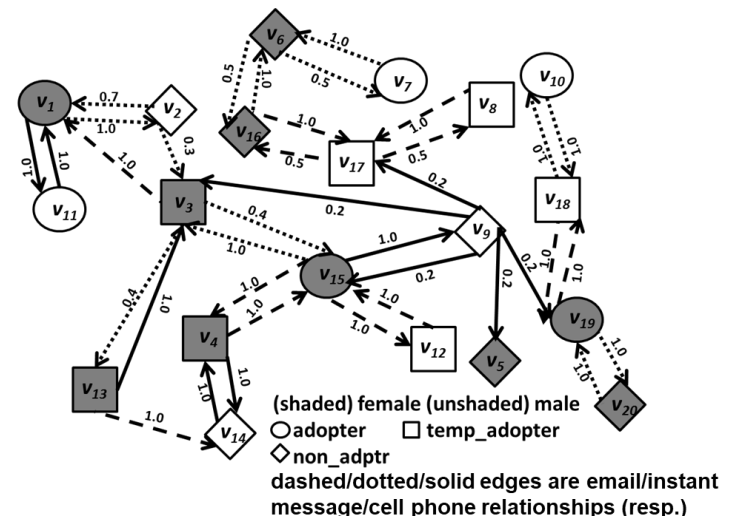 v6
1.0
v7
0.5
0.5
1.0
v10
v1
0.7
v2
1.0
v16
1.0
v8
1.0
1.0
1.0
0.3
1.0
v17
0.5
0.5
1.0
1.0
v11
v3
0.2
0.2
v18
0.4
v9
1.0
1.0
v15
0.2
0.2
0.2
1.0
1.0
0.4
1.0
1.0
1.0
v19
v4
1.0
1.0
v12
v5
1.0
1.0
v13
1.0
1.0
v20
1.0
v14
(shaded) female (unshaded) male
adopter temp_adopter
non_adptr
dashed/dotted/solid edges are email/instant
message/cell phone relationships (resp.)